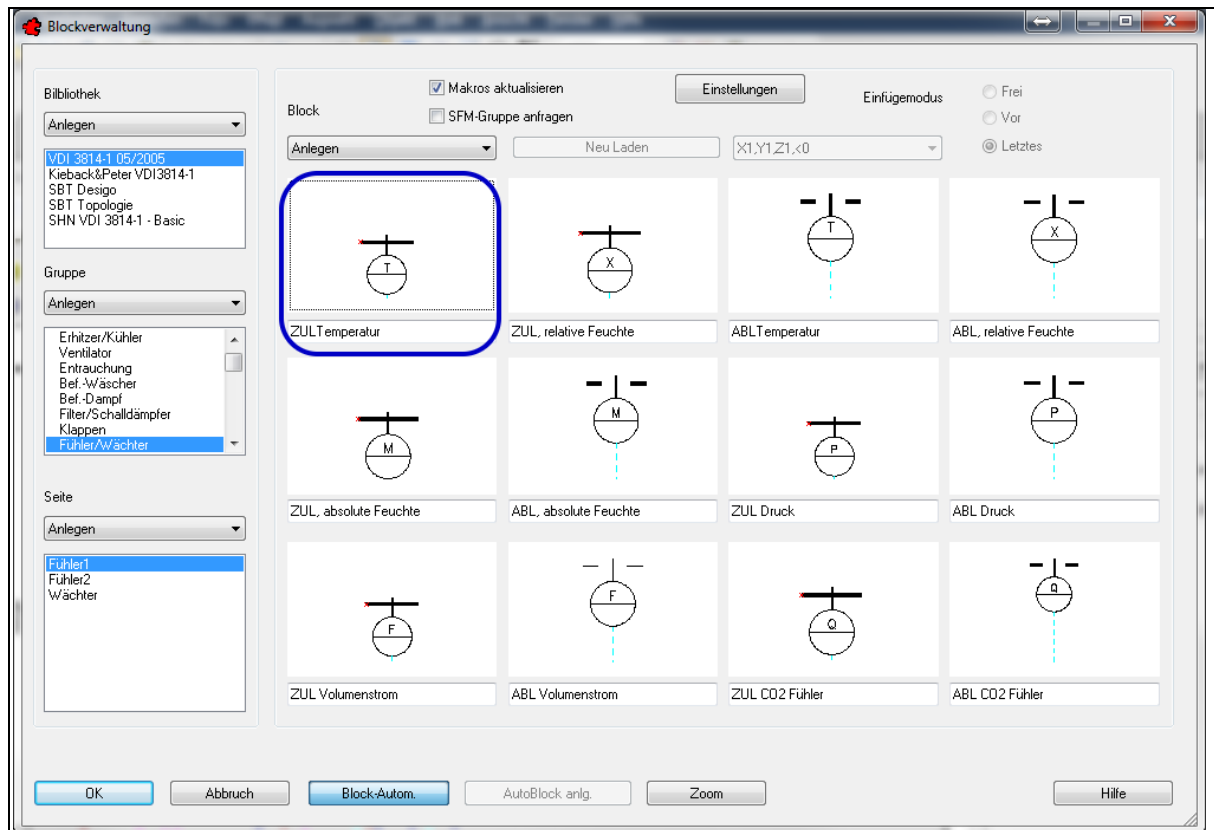 Blockverwaltung
Bilbliothek
Anlegen
VDI 3814-1 05/2005
Kieback&Peter VDI3814-1
SBT Desigo
SBT Topologie
SHN VDI 3814-1 - Basic
Gruppe
Anlegen
Erhitzer/Kühler
Ventilator
Entrauchung
Bef.-Wäscher
Bef.-Dampf
Filter/Schalldämpfer
Klappen
Fühler/Wächter
Seite
Anlegen
Fühler1
Fühler2
Wächter
Block
Makros aktualisieren
SFM-Gruppe anfragen
Einstellungen
Einfügemodus
Frei
Vor
Letztes
Anlegen
Neu Laden
X1,Y1,Z1,<0
T
X
T
X
ZULTemperatur
ZUL, relative Feuchte
ABLTemperatur
ABL, relative Feuchte
M
M
P
P
ZUL, absolute Feuchte
ABL, absolute Feuchte
ZUL Druck
ABL Druck
F
F
Q
Q
ZUL Volumenstrom
ABL Volumenstrom
ZUL CO2 Fühler
ABL CO2 Fühler
OK
Abbruch
Block-Autom.
AutoBlock anlg.
Zoom
Hilfe